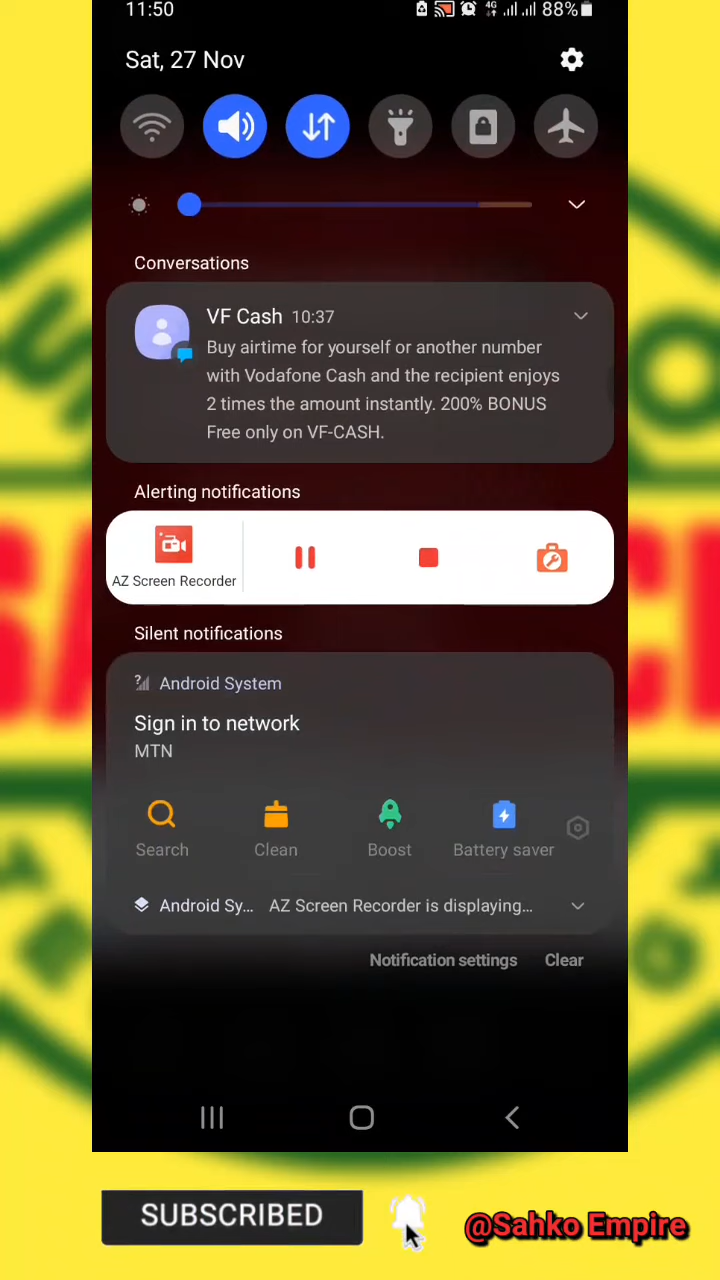 11:50
4G
88%
Sat, 27 Nov
Conversations
VF Cash 10:37
Buy airtime for yourself or another number
with Vodafone Cash and the recipient enjoys
2 times the amount instantly. 200% BONUS
Free only on VF-CASH.
Alerting notifications
AZ Screen Recorder
Silent notifications
Android System
Sign in to network
MTN
Search
Clean
Boost
Battery saver
Android Sy... AZ Screen Recorder is displaying...
Notification settings
Clear
SUBSCRIBED
@Sahko Empire